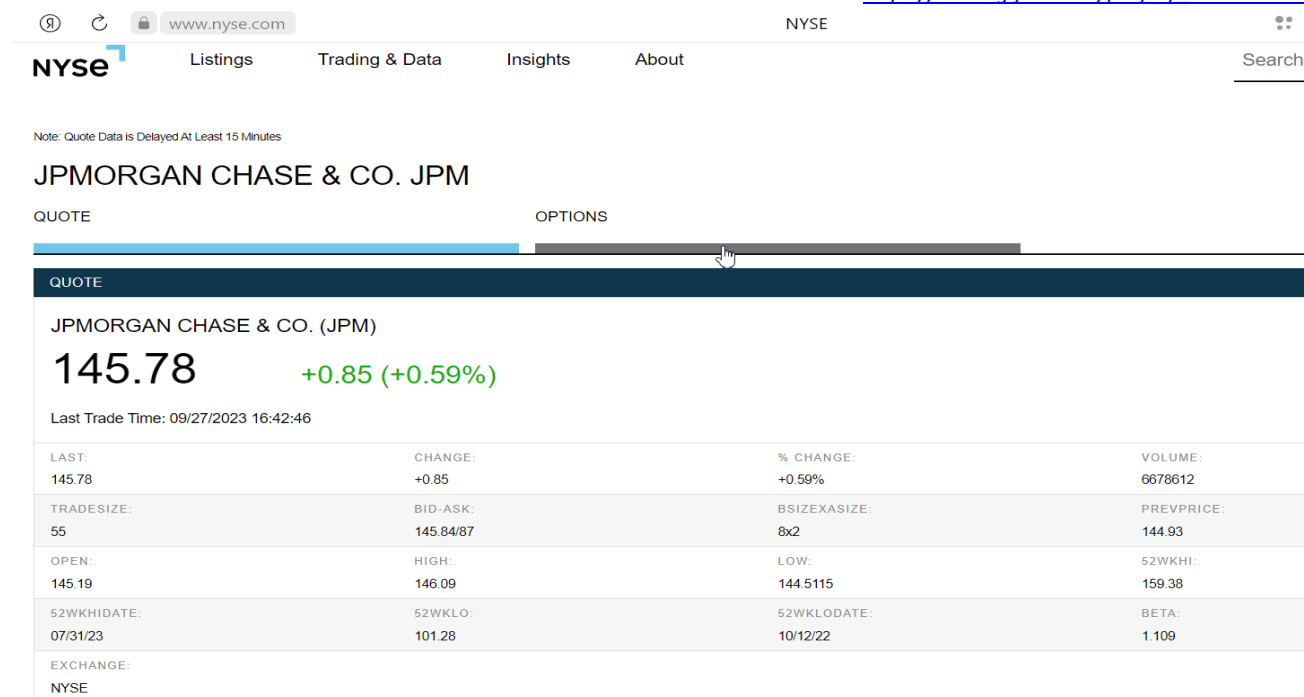 Я www.nyse.com NYSE
NYSE Listings Trading & Data Insights About Search
Note: Quote Data is Delayed At Least 15 Minutes
JPMORGAN CHASE & CO. JPM
QUOTE OPTIONS
QUOTE
JPMORGAN CHASE & CO. (JPM)
145.78 +0.85 (+0.59%)
Last Trade Time: 09/27/2023 16:42:46
LAST: CHANGE: % CHANGE: VOLUME:
145.78 +0.85 +0.59% 6678612
TRADESIZE: BID-ASK: BSIZEXASIZE: PREVPRICE:
55 145.84/87 8x2 144.93
OPEN: HIGH: LOW: 52WKHI:
145.19 146.09 144.5115 159.38
52WKHIDATE: 52WKLO: 52WKLODATE: BETA:
07/31/23 101.28 10/12/22 1.109
EXCHANGE:
NYSE